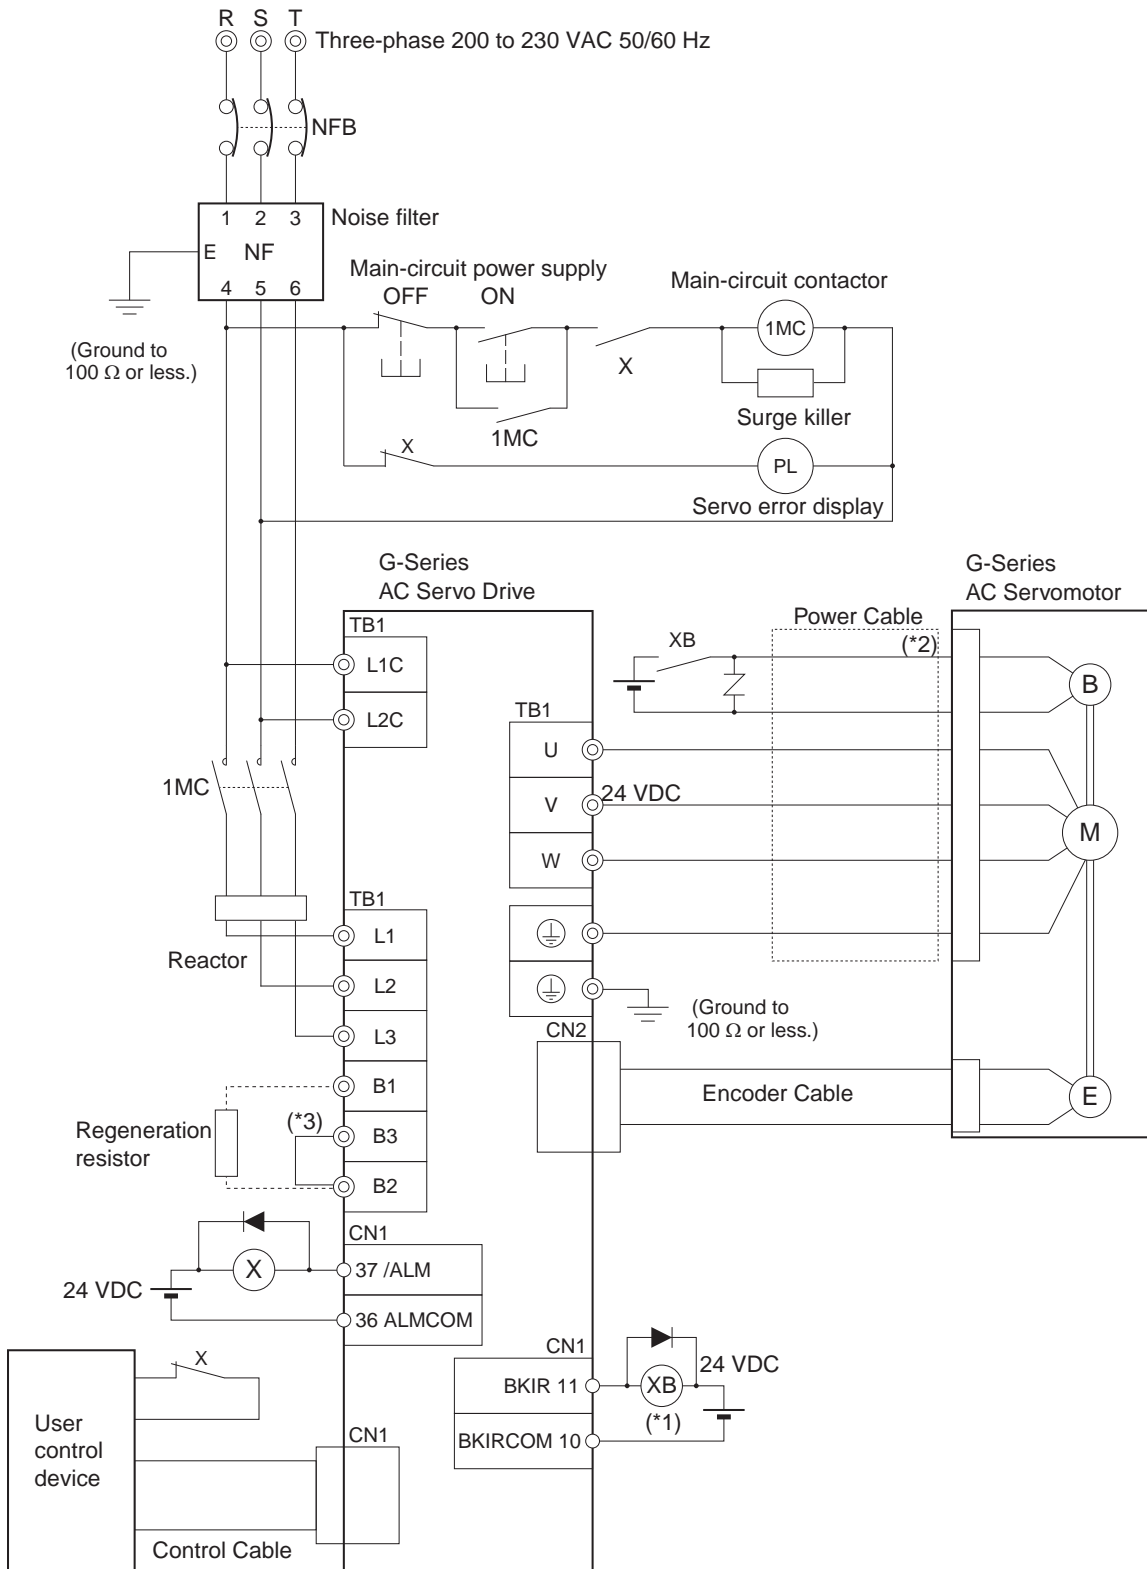 R S T
Three-phase 200 to 230 VAC 50/60 Hz
NFB
1 2 3
Noise filter
E NF
4 5 6
Main-circuit power supply
OFF ON
Main-circuit contactor
1MC
X
(Ground to
100 Ω or less.)
Surge killer
1MC
X
PL
Servo error display
G-Series
AC Servo Drive
G-Series
AC Servomotor
TB1
L1C
L2C
Power Cable
(*2)
XB
B
TB1
U
V
24 VDC
W
M
1MC
TB1
L1
Reactor
L2
L3
(Ground to
100 Ω or less.)
CN2
B1
Encoder Cable
E
Regeneration
resistor
(*3)
B3
B2
CN1
X
37 /ALM
24 VDC
36 ALMCOM
CN1
24 VDC
BKIR 11
XB
(*1)
BKIRCOM 10
X
User
control
device
CN1
Control Cable